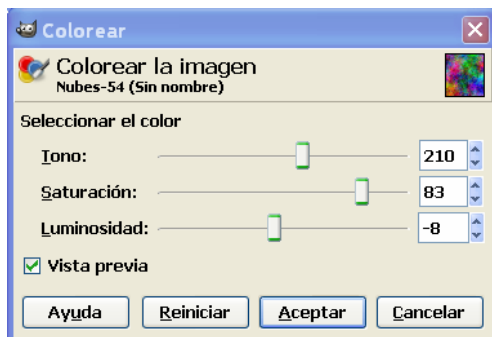 Colorear
Colorear la imagen
Nubes-54 (Sin nombre)
Seleccionar el color
Tono: 210
Saturación: 83
Luminosidad: -8
Vista previa
Ayuda Reiniciar Aceptar Cancelar